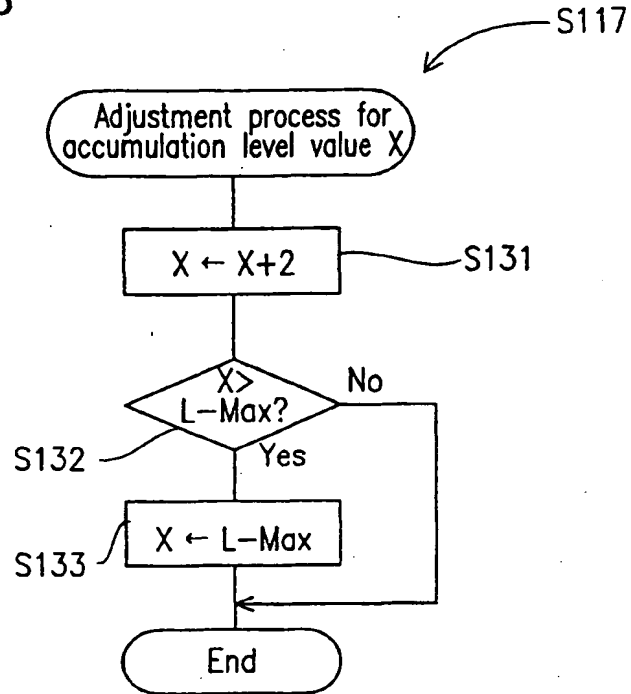 S117
Adjustment process for
accumulation level value X
X ← X+2
S131
X>
L-Max?
No
S132
Yes
X ← L-Max
S133
End